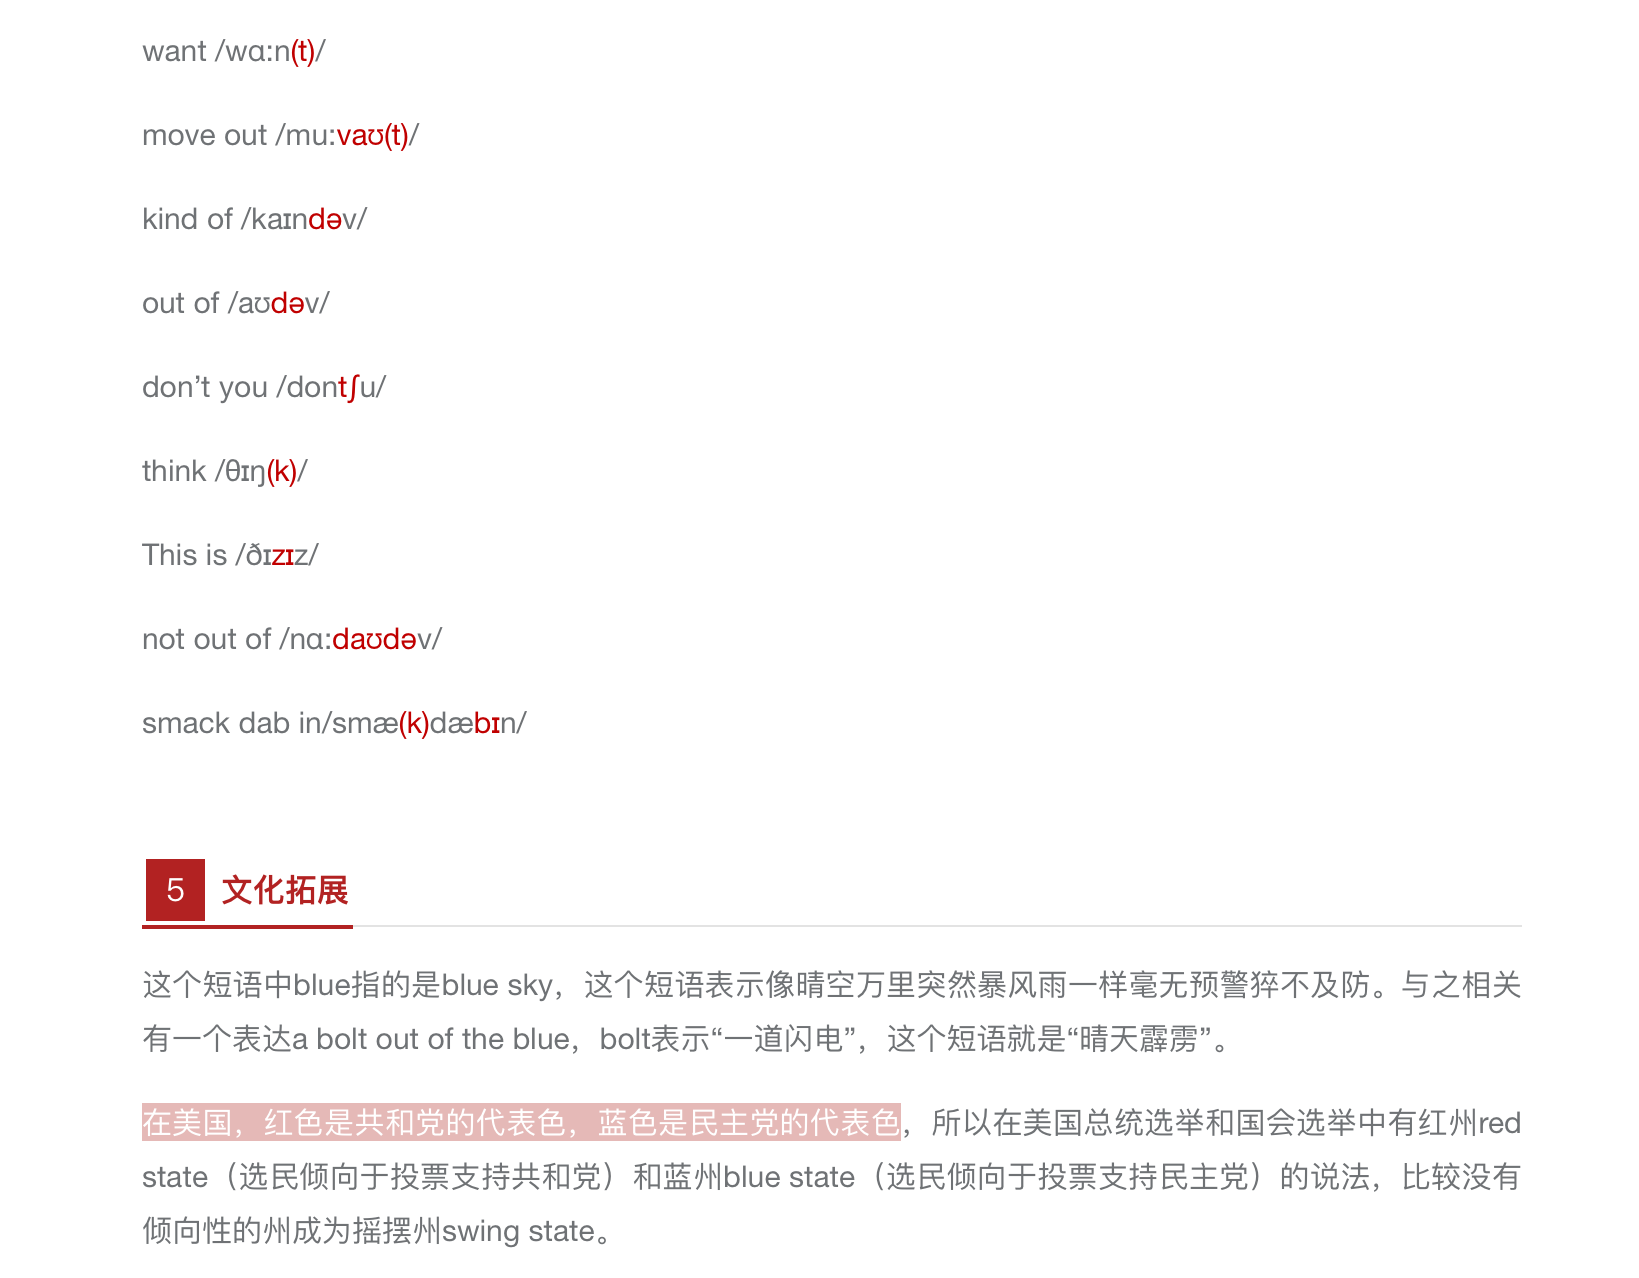 want /wɑ:n(t)/
move out /mu:vaʊ(t)/
kind of /kaɪndəv/
out of /aʊdəv/
don’t you /dontʃu/
think /θɪŋ(k)/
This is /ðɪzɪz/
not out of /nɑ:daʊdəv/
smack dab in/smæ(k)dæbɪn/
5 文化拓展
这个短语中blue指的是blue sky，这个短语表示像晴空万里突然暴风雨一样毫无预警猝不及防。与之相关
有一个表达a bolt out of the blue，bolt表示“一道闪电”，这个短语就是“晴天霹雳”。
在美国，红色是共和党的代表色，蓝色是民主党的代表色，所以在美国总统选举和国会选举中有红州red
state（选民倾向于投票支持共和党）和蓝州blue state（选民倾向于投票支持民主党）的说法，比较没有
倾向性的州成为摇摆州swing state。